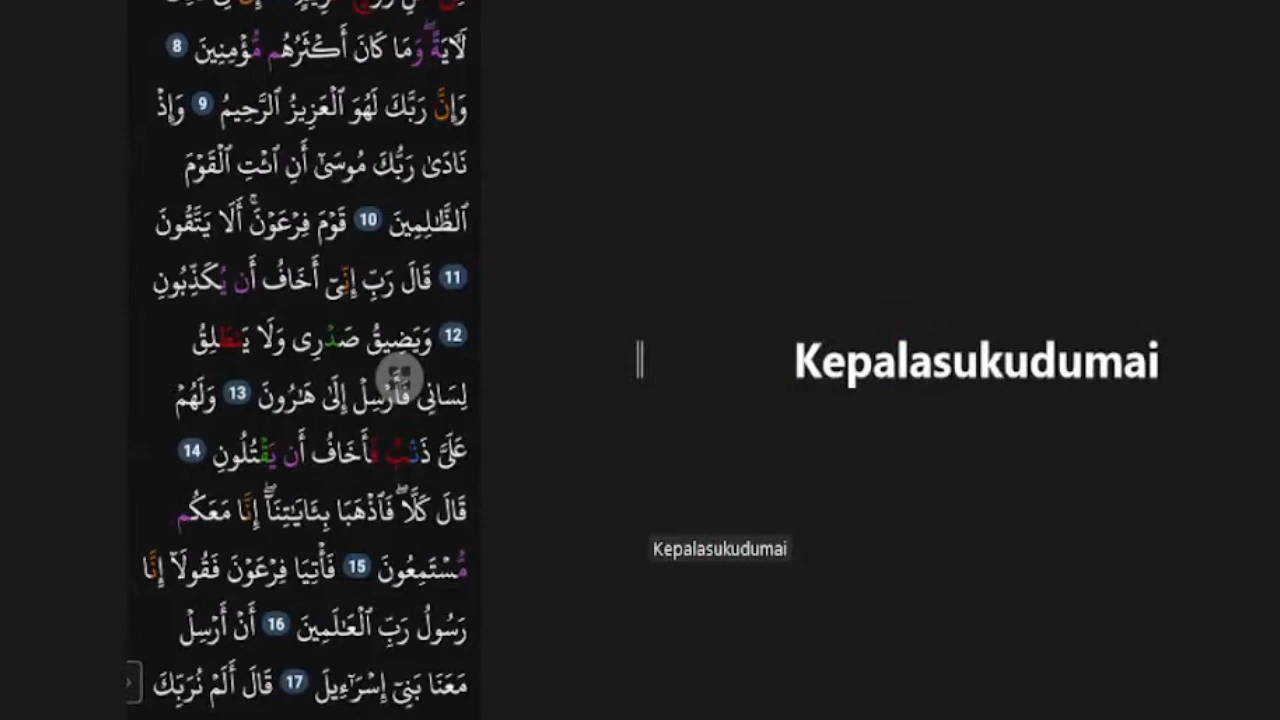 لَءَايَةًۖ وَمَا كَانَ أَكْثَرُهُم مُّؤْمِنِينَ 8
وَإِنَّ رَبَّكَ لَهُوَ ٱلْعَزِيزُ ٱلرَّحِيمُ 9 وَإِذْ
نَادَىٰ رَبُّكَ مُوسَىٰٓ أَنِ ٱئْتِ ٱلْقَوْمَ
ٱلظَّٰلِمِينَ 10 قَوْمَ فِرْعَوْنَۚ أَلَا يَتَّقُونَ
11 قَالَ رَبِّ إِنِّىٓ أَخَافُ أَن يُكَذِّبُونِ
12 وَيَضِيقُ صَدْرِى وَلَا يَنطَلِقُ
لِسَانِى فَأَرْسِلْ إِلَىٰ هَٰرُونَ 13 وَلَهُمْ
عَلَىَّ ذَنۢبٌ فَأَخَافُ أَن يَقْتُلُونِ 14
قَالَ كَلَّاۖ فَٱذْهَبَا بِـَٔايَٰتِنَآۖ إِنَّا مَعَكُم
مُّسْتَمِعُونَ 15 فَأْتِيَا فِرْعَوْنَ فَقُولَآ إِنَّا
رَسُولُ رَبِّ ٱلْعَٰلَمِينَ 16 أَنْ أَرْسِلْ
مَعَنَا بَنِىٓ إِسْرَٰٓءِيلَ 17 قَالَ أَلَمْ نُرَبِّكَ
Kepalasukudumai
Kepalasukudumai